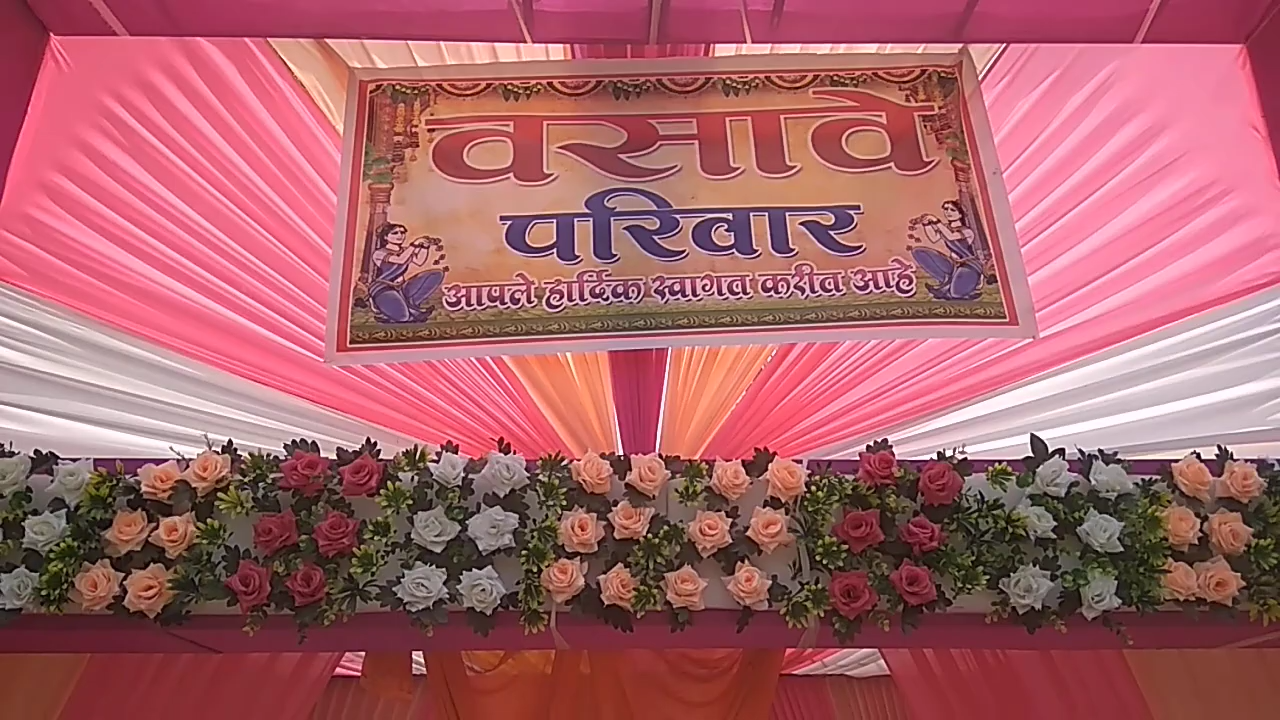 वसावे
परिवार
आपले हार्दिक स्वागत करीत आहे